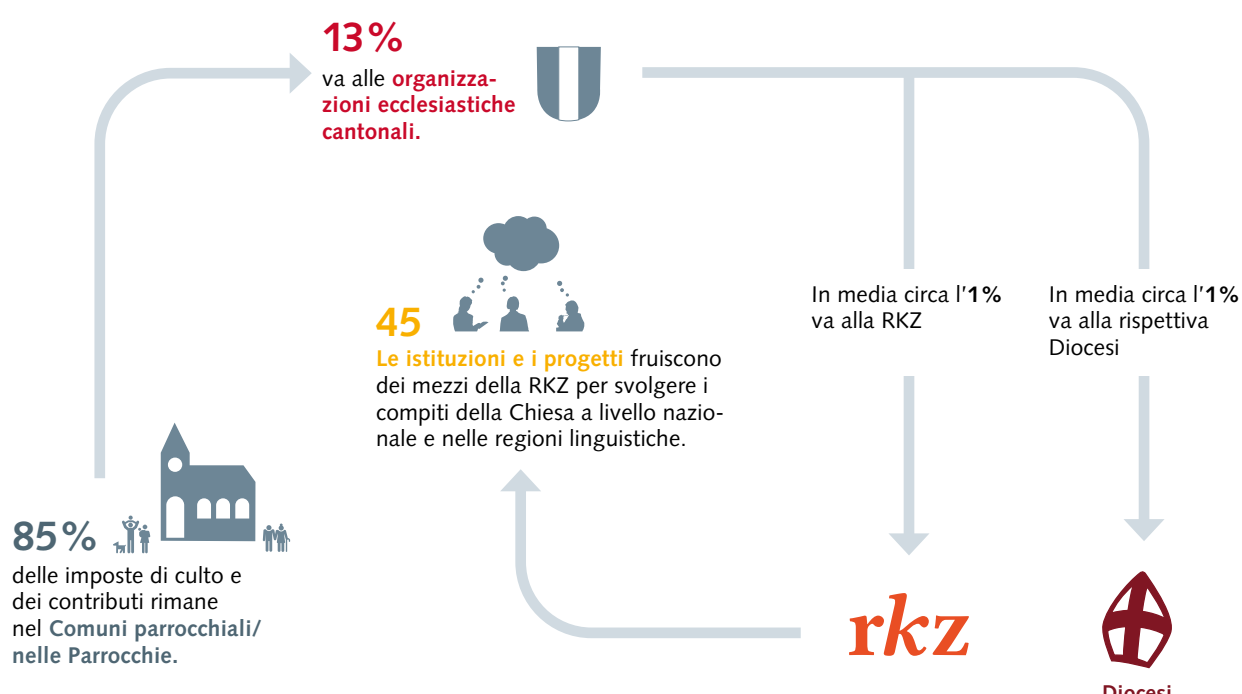 13%
va alle organizza-
zioni ecclesiastiche
cantonali.
In media circa l'1%
va alla RKZ
In media circa l'1%
va alla rispettiva
Diocesi
45
Le istituzioni e i progetti fruiscono
dei mezzi della RKZ per svolgere i
compiti della Chiesa a livello nazio-
nale e nelle regioni linguistiche.
85%
delle imposte di culto e
dei contributi rimane
nel Comuni parrocchiali/
nelle Parrocchie.
rkz
Diocesi